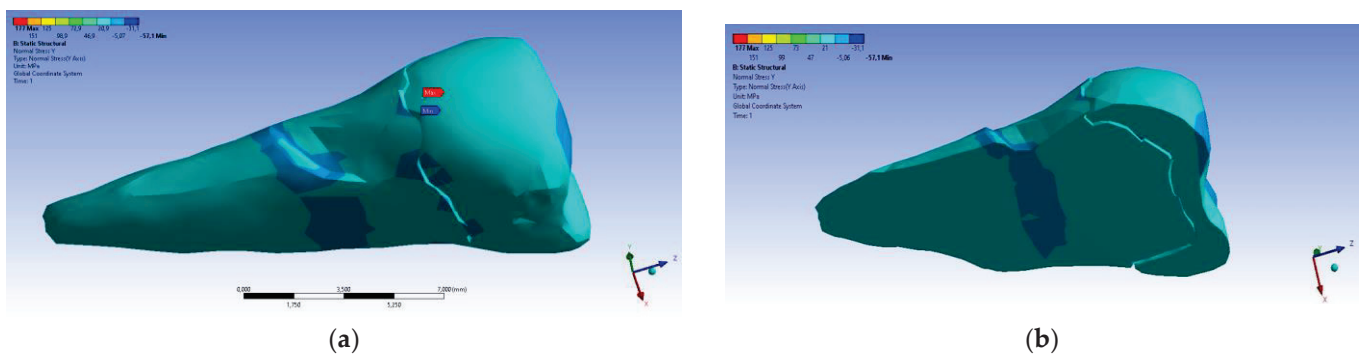 177 Max 125 72,9 20,9 -31,1
151 98,9 46,9 -5,07 -57,1 Min
B: Static Structural
Normal Stress Y
Type: Normal Stress(Y Axis)
Unit: MPa
Global Coordinate System
Time: 1
Min
Y
Z
X
0,000 3,500 7,000 (mm)
1,750 5,250
(a)
177 Max 125 73 21 -31,1
151 99 47 -5,06 -57,1 Min
B: Static Structural
Normal Stress Y
Type: Normal Stress(Y Axis)
Unit: MPa
Global Coordinate System
Time: 1
Z
X
(b)